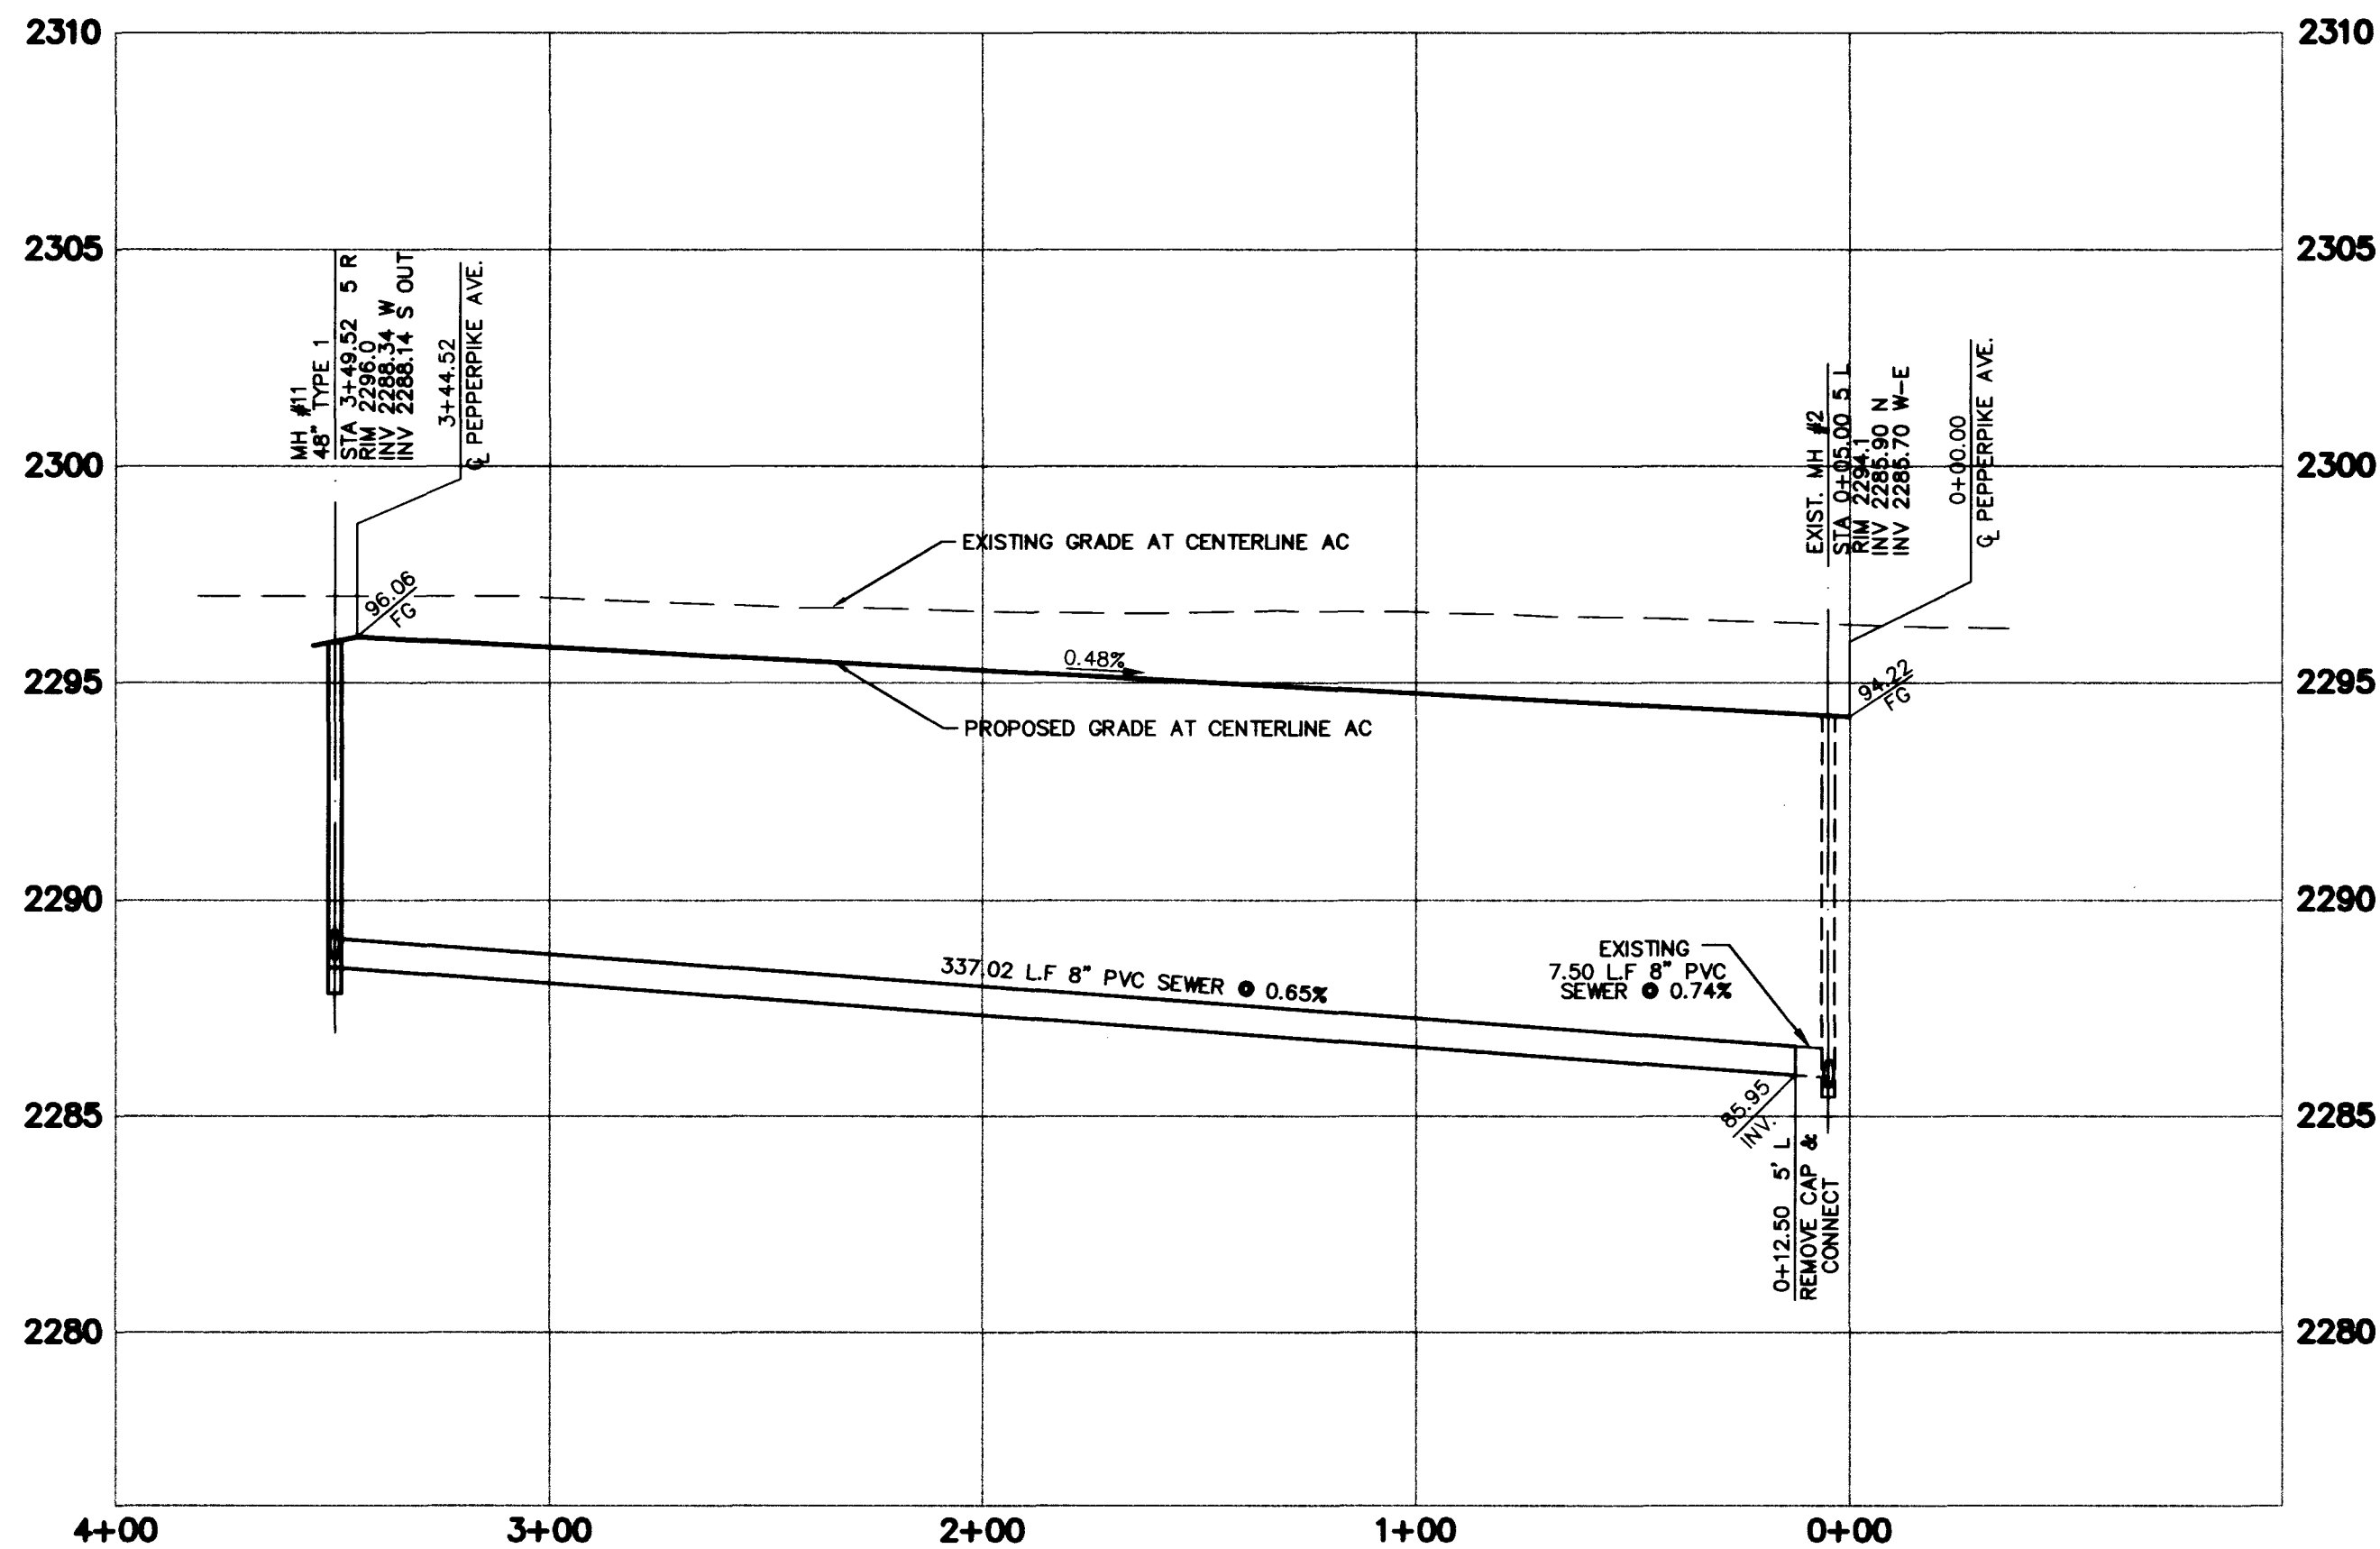 2310
2310
2305
2305
MH #11
48" TYPE 1
STA 3+49.52 5 R
RIM 2296.0
INV 2288.34 W
INV 2288.14 S OUT
3+44.52
℄ PEPPERPIKE AVE.
EXIST. MH #2
STA 0+05.00 5 L
RIM 2294.1
INV 2285.90 N
INV 2285.70 W-E
0+00.00
℄ PEPPERPIKE AVE.
2300
2300
EXISTING GRADE AT CENTERLINE AC
96.06
FG
0.48%
94.22
FG
2295
2295
PROPOSED GRADE AT CENTERLINE AC
2290
2290
337.02 L.F 8" PVC SEWER @ 0.65%
EXISTING
7.50 L.F 8" PVC
SEWER @ 0.74%
85.95
INV.
2285
2285
0+12.50 5' L
REMOVE CAP &
CONNECT
2280
2280
4+00
3+00
2+00
1+00
0+00